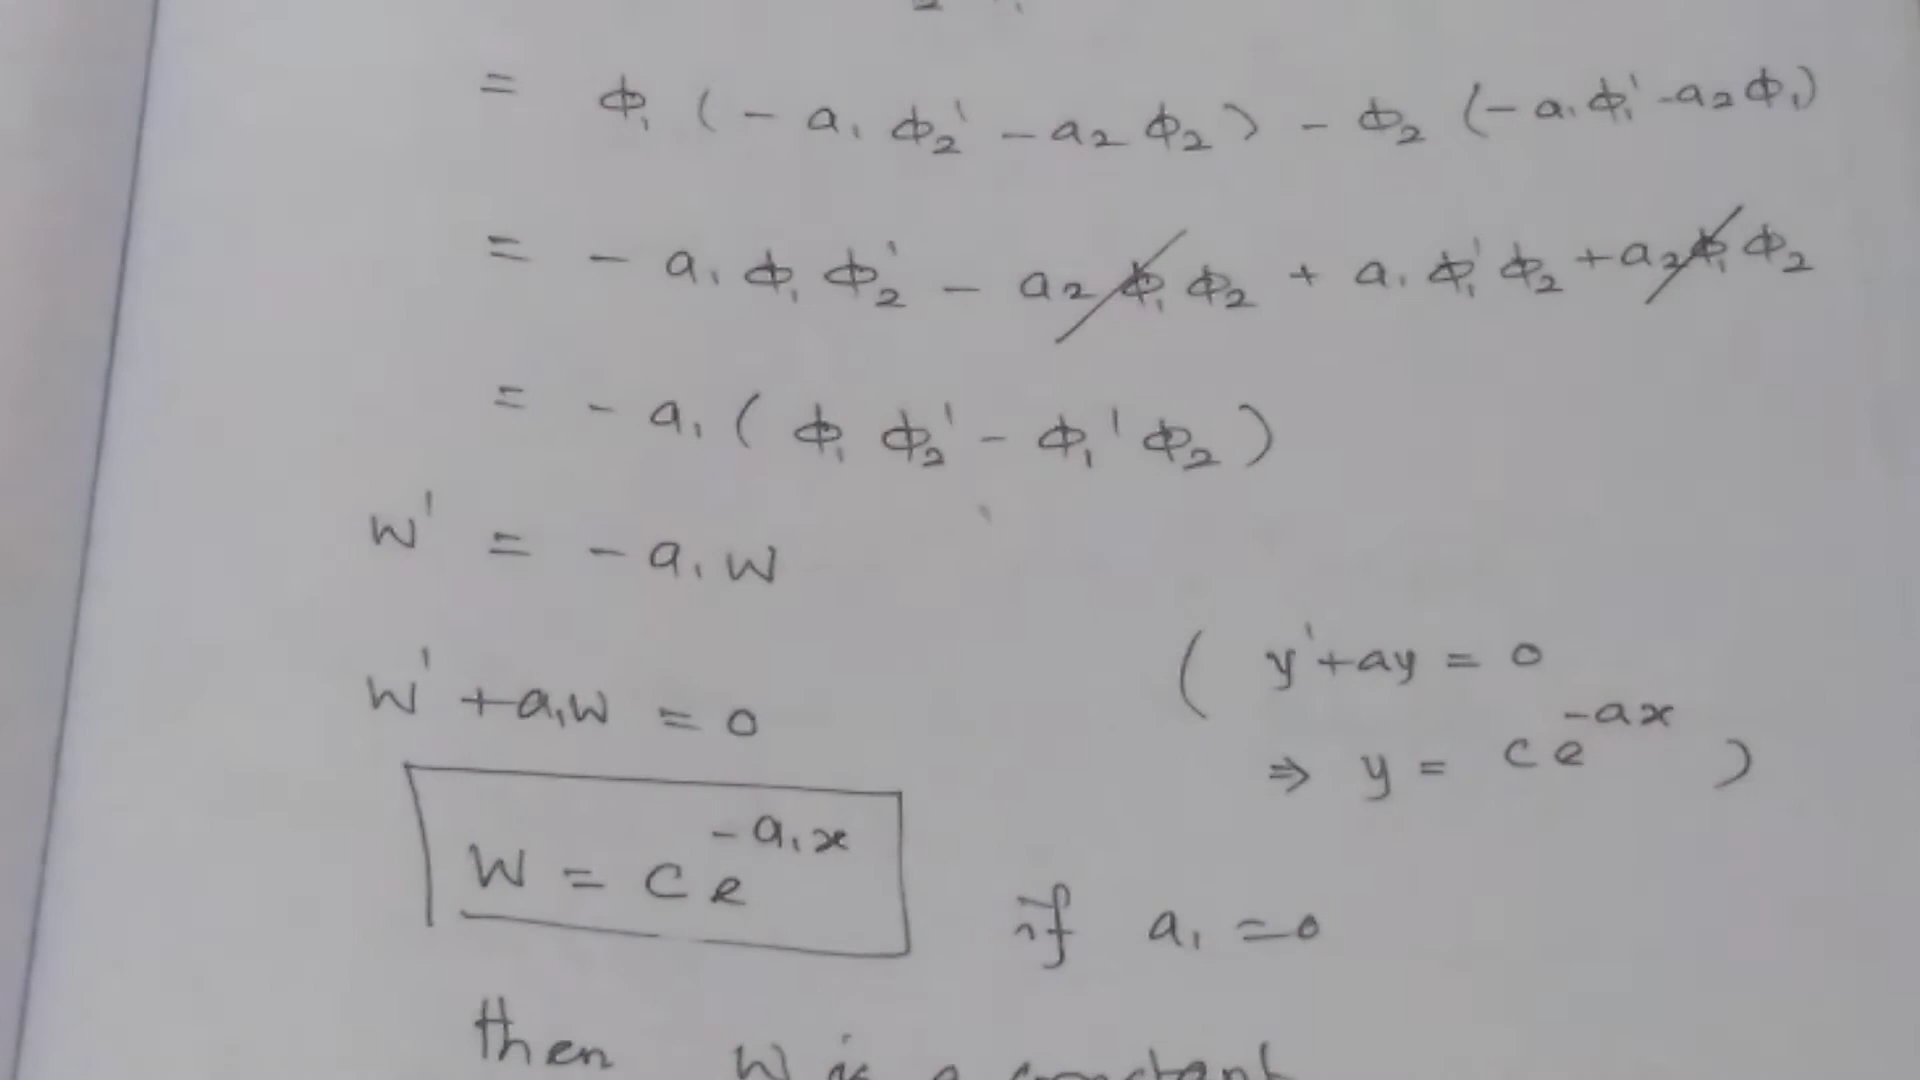 = ϕ₁ (- a₁ ϕ₂' - a₂ ϕ₂) - ϕ₂ (- a₁ ϕ₁' - a₂ ϕ₁)
= - a₁ ϕ₁ ϕ₂' - a₂ ϕ₁ ϕ₂ + a₁ ϕ₁' ϕ₂ + a₂ ϕ₁ ϕ₂
= - a₁ ( ϕ₁ ϕ₂' - ϕ₁' ϕ₂ )
W' = - a₁ W
W' + a₁W = 0
( y' + ay = 0
⇒ y = c e^{-ax} )
W = c e^{-a₁x} if a₁ = 0
then W is a constant